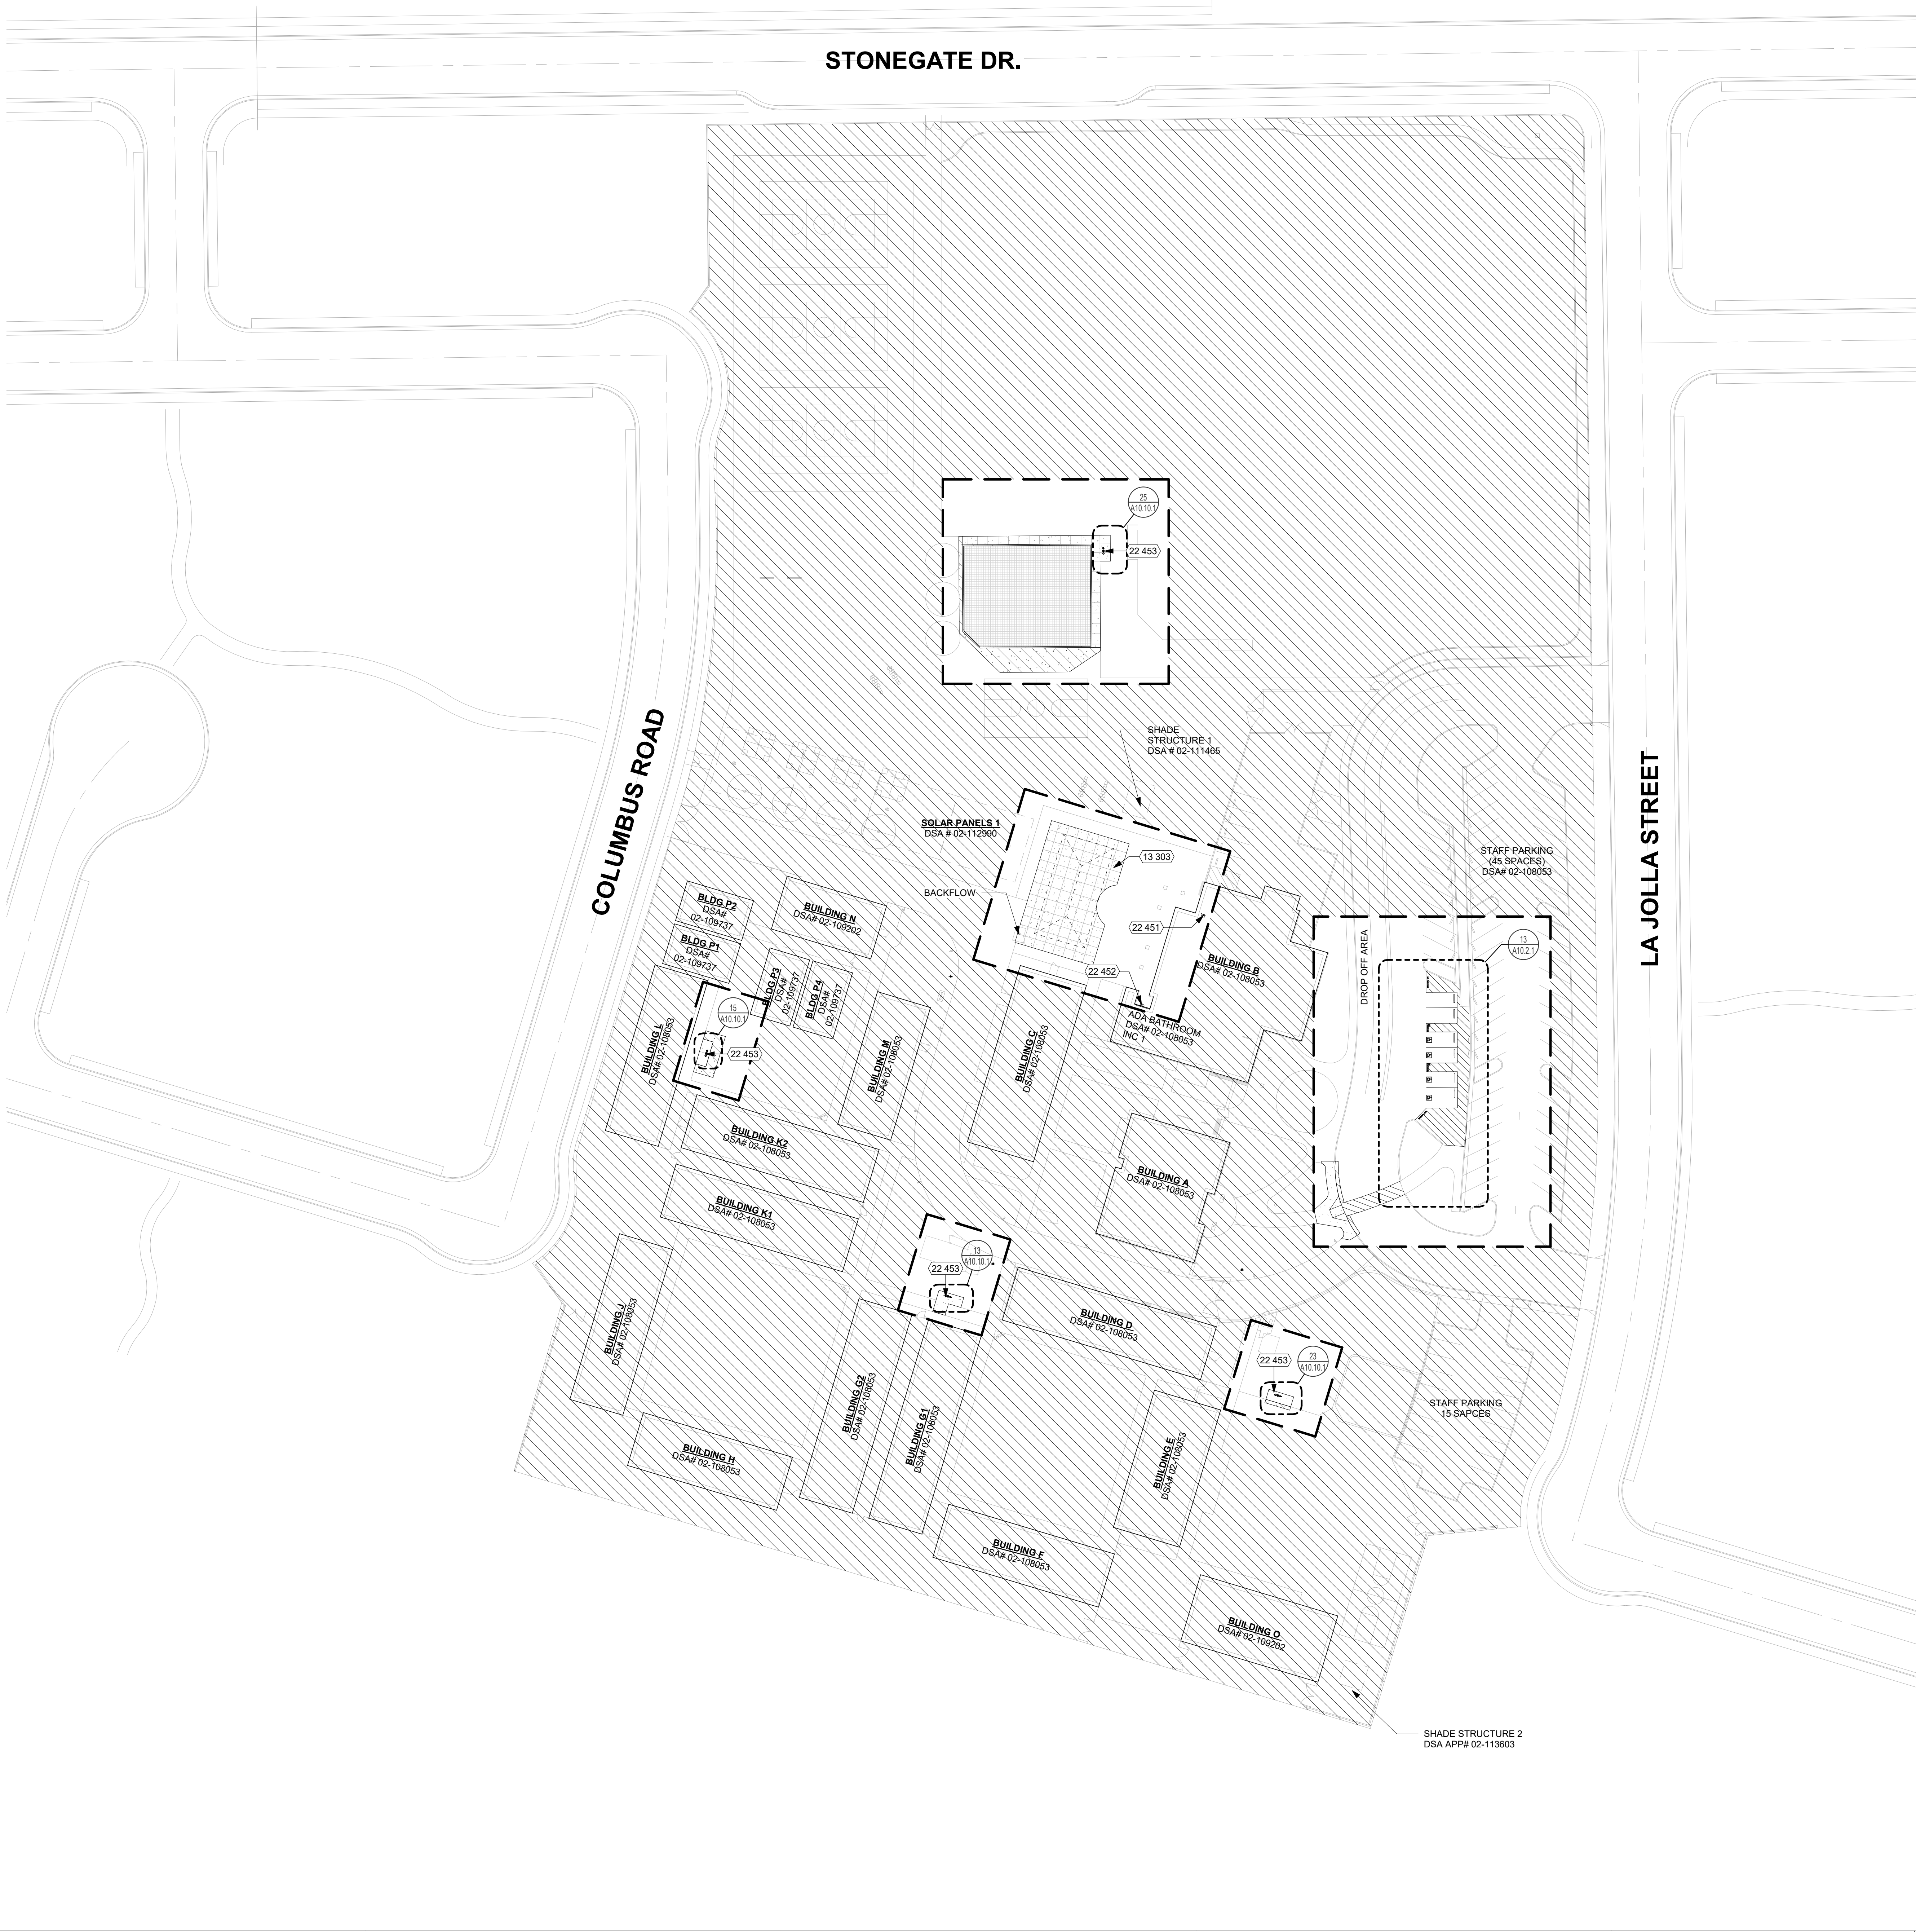 STONEGATE DR.
25
A10.10.1
22 453
COLUMBUS ROAD
SHADE
STRUCTURE 1
DSA # 02-111465
LA JOLLA STREET
SOLAR PANELS 1
DSA # 02-112990
13 303
STAFF PARKING
(45 SPACES)
DSA# 02-108053
BACKFLOW
BLDG P2
DSA#
02-109737
BUILDING N
DSA# 02-109202
22 451
BLDG P1
DSA#
02-109737
DROP OFF AREA
13
A10.2.1
BUILDING B
DSA# 02-108053
22 452
BLDG P3
DSA#
02-109737
BLDG P4
DSA#
02-109737
15
A10.10.1
ADA BATHROOM
DSA# 02-108053
INC 1
BUILDING L
DSA# 02-108053
22 453
BUILDING M
DSA# 02-108053
BUILDING C
DSA# 02-108053
BUILDING K2
DSA# 02-108053
BUILDING A
DSA# 02-108053
BUILDING K1
DSA# 02-108053
13
A10.10.1
22 453
BUILDING J
DSA# 02-108053
BUILDING D
DSA# 02-108053
23
A10.10.1
22 453
BUILDING G2
DSA# 02-108053
BUILDING G1
DSA# 02-108053
STAFF PARKING
15 SAPCES
BUILDING H
DSA# 02-108053
BUILDING E
DSA# 02-108053
BUILDING F
DSA# 02-108053
BUILDING O
DSA# 02-109202
SHADE STRUCTURE 2
DSA APP# 02-113603